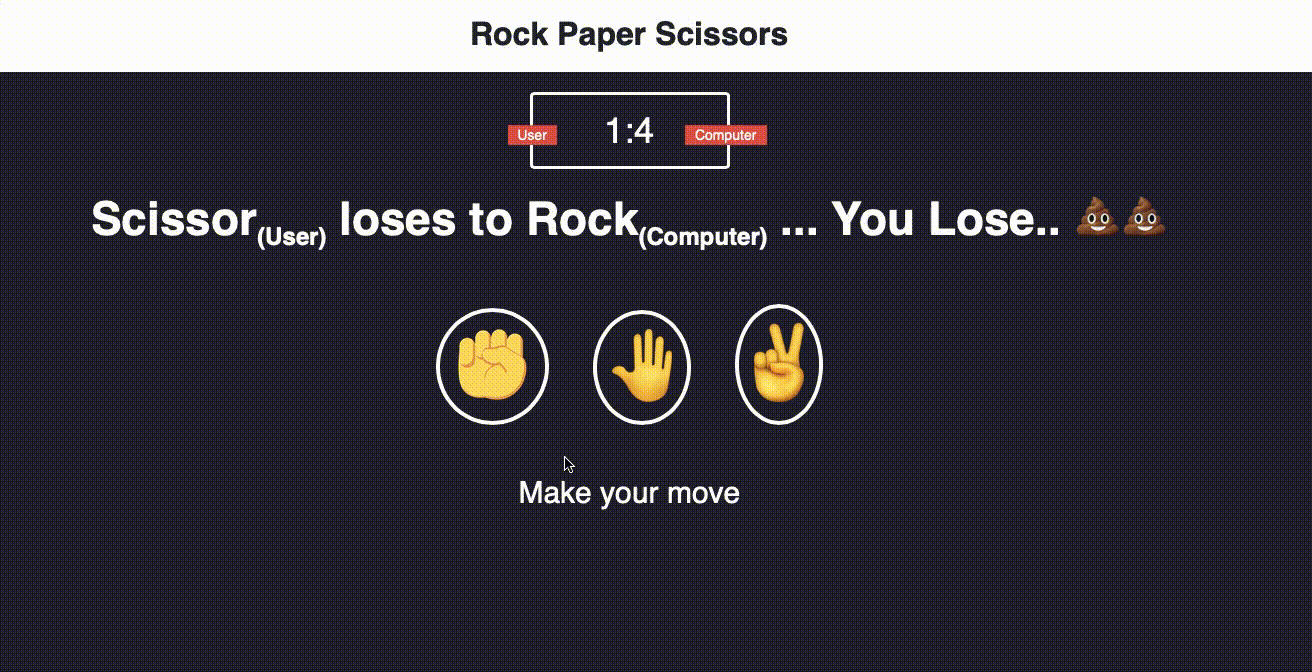 Rock Paper Scissors
User 1:4 Computer
Scissor(User) loses to Rock(Computer) ... You Lose.. 💩💩
Make your move